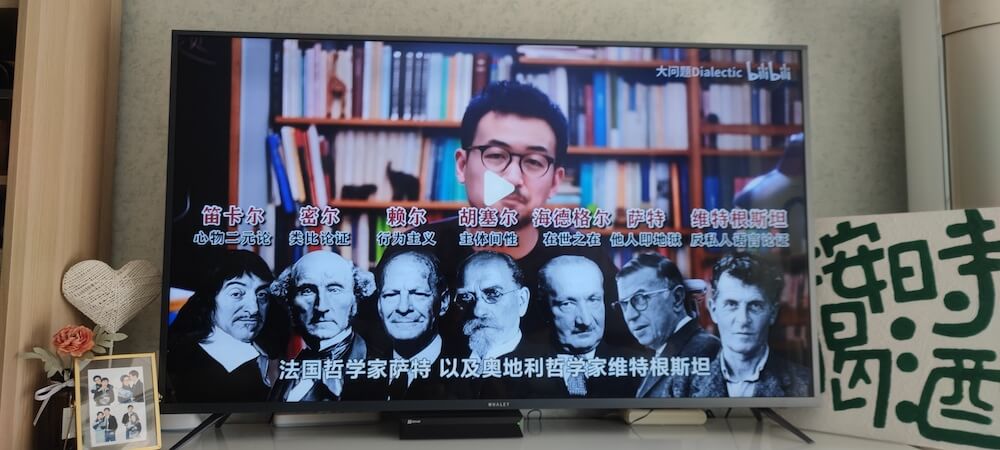 大问题Dialectic bilibili
笛卡尔 密尔 赖尔 胡塞尔 海德格尔 萨特 维特根斯坦
心物二元论 类比论证 行为主义 主体间性 在世之在 他人即地狱 反私人语言论证
法国哲学家萨特 以及奥地利哲学家维特根斯坦
WHALEY
按时
喝酒